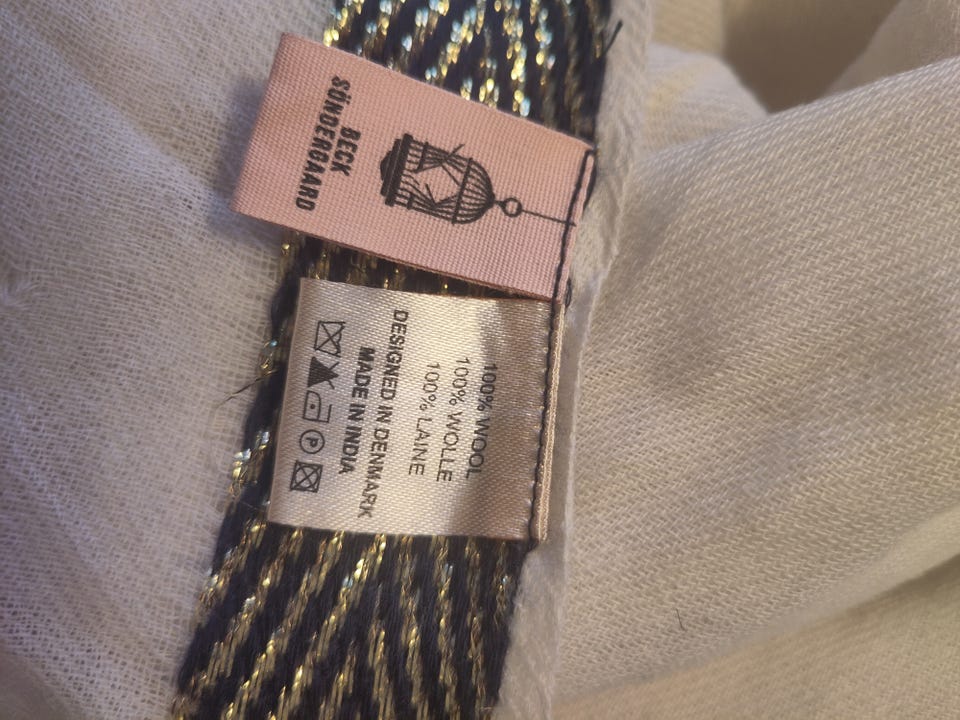 BECK
SÖNDERGAARD
100% WOOL
100% WOLLE
100% LAINE
DESIGNED IN DENMARK
MADE IN INDIA
P